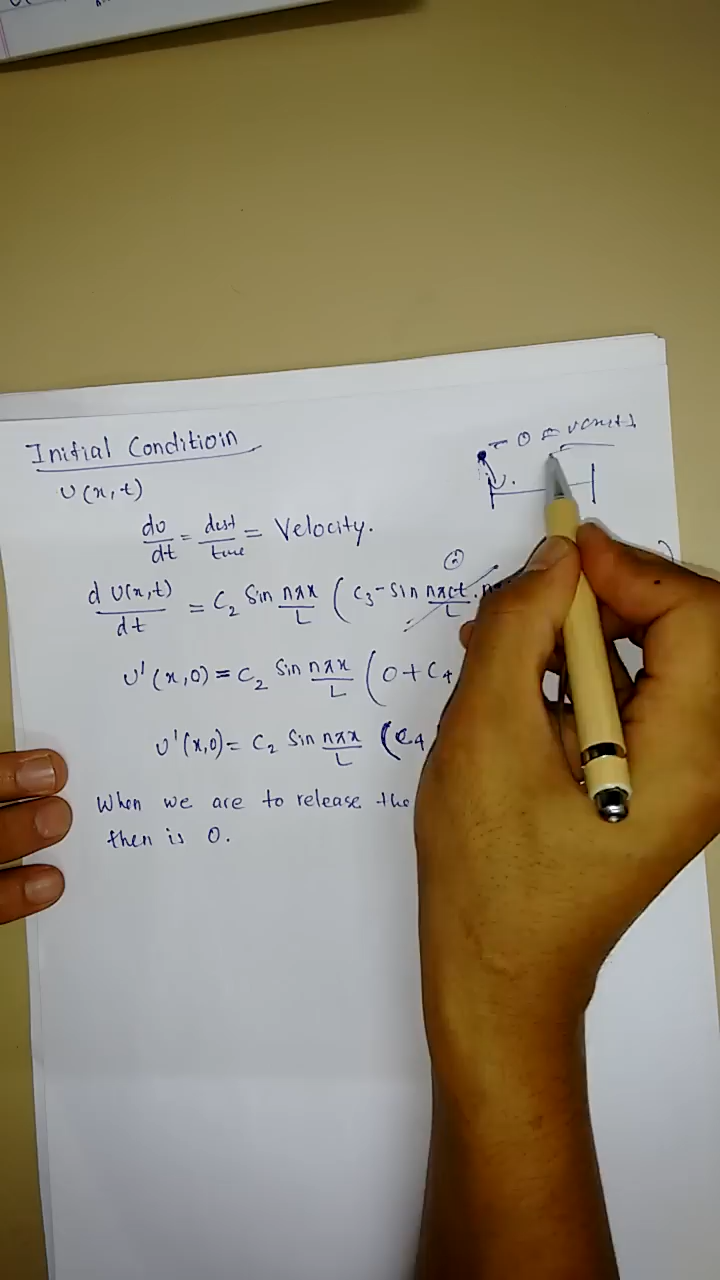 Initial Conditioin
U(x,t)
dU/dt = dist/time = Velocity.
d U(x,t)/dt = C₂ Sin nπx/L ( C₃ - Sin nπct/L .
U'(x,0) = C₂ Sin nπx/L ( 0 + C₄
U'(x,0) = C₂ Sin nπx/L ( C₄
When we are to release the
then is 0.